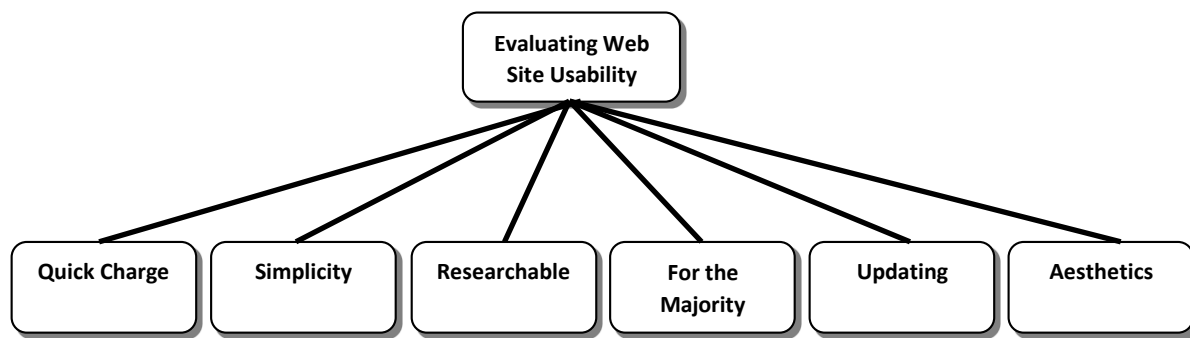 Evaluating Web
Site Usability
Quick Charge
Simplicity
Researchable
For the
Majority
Updating
Aesthetics